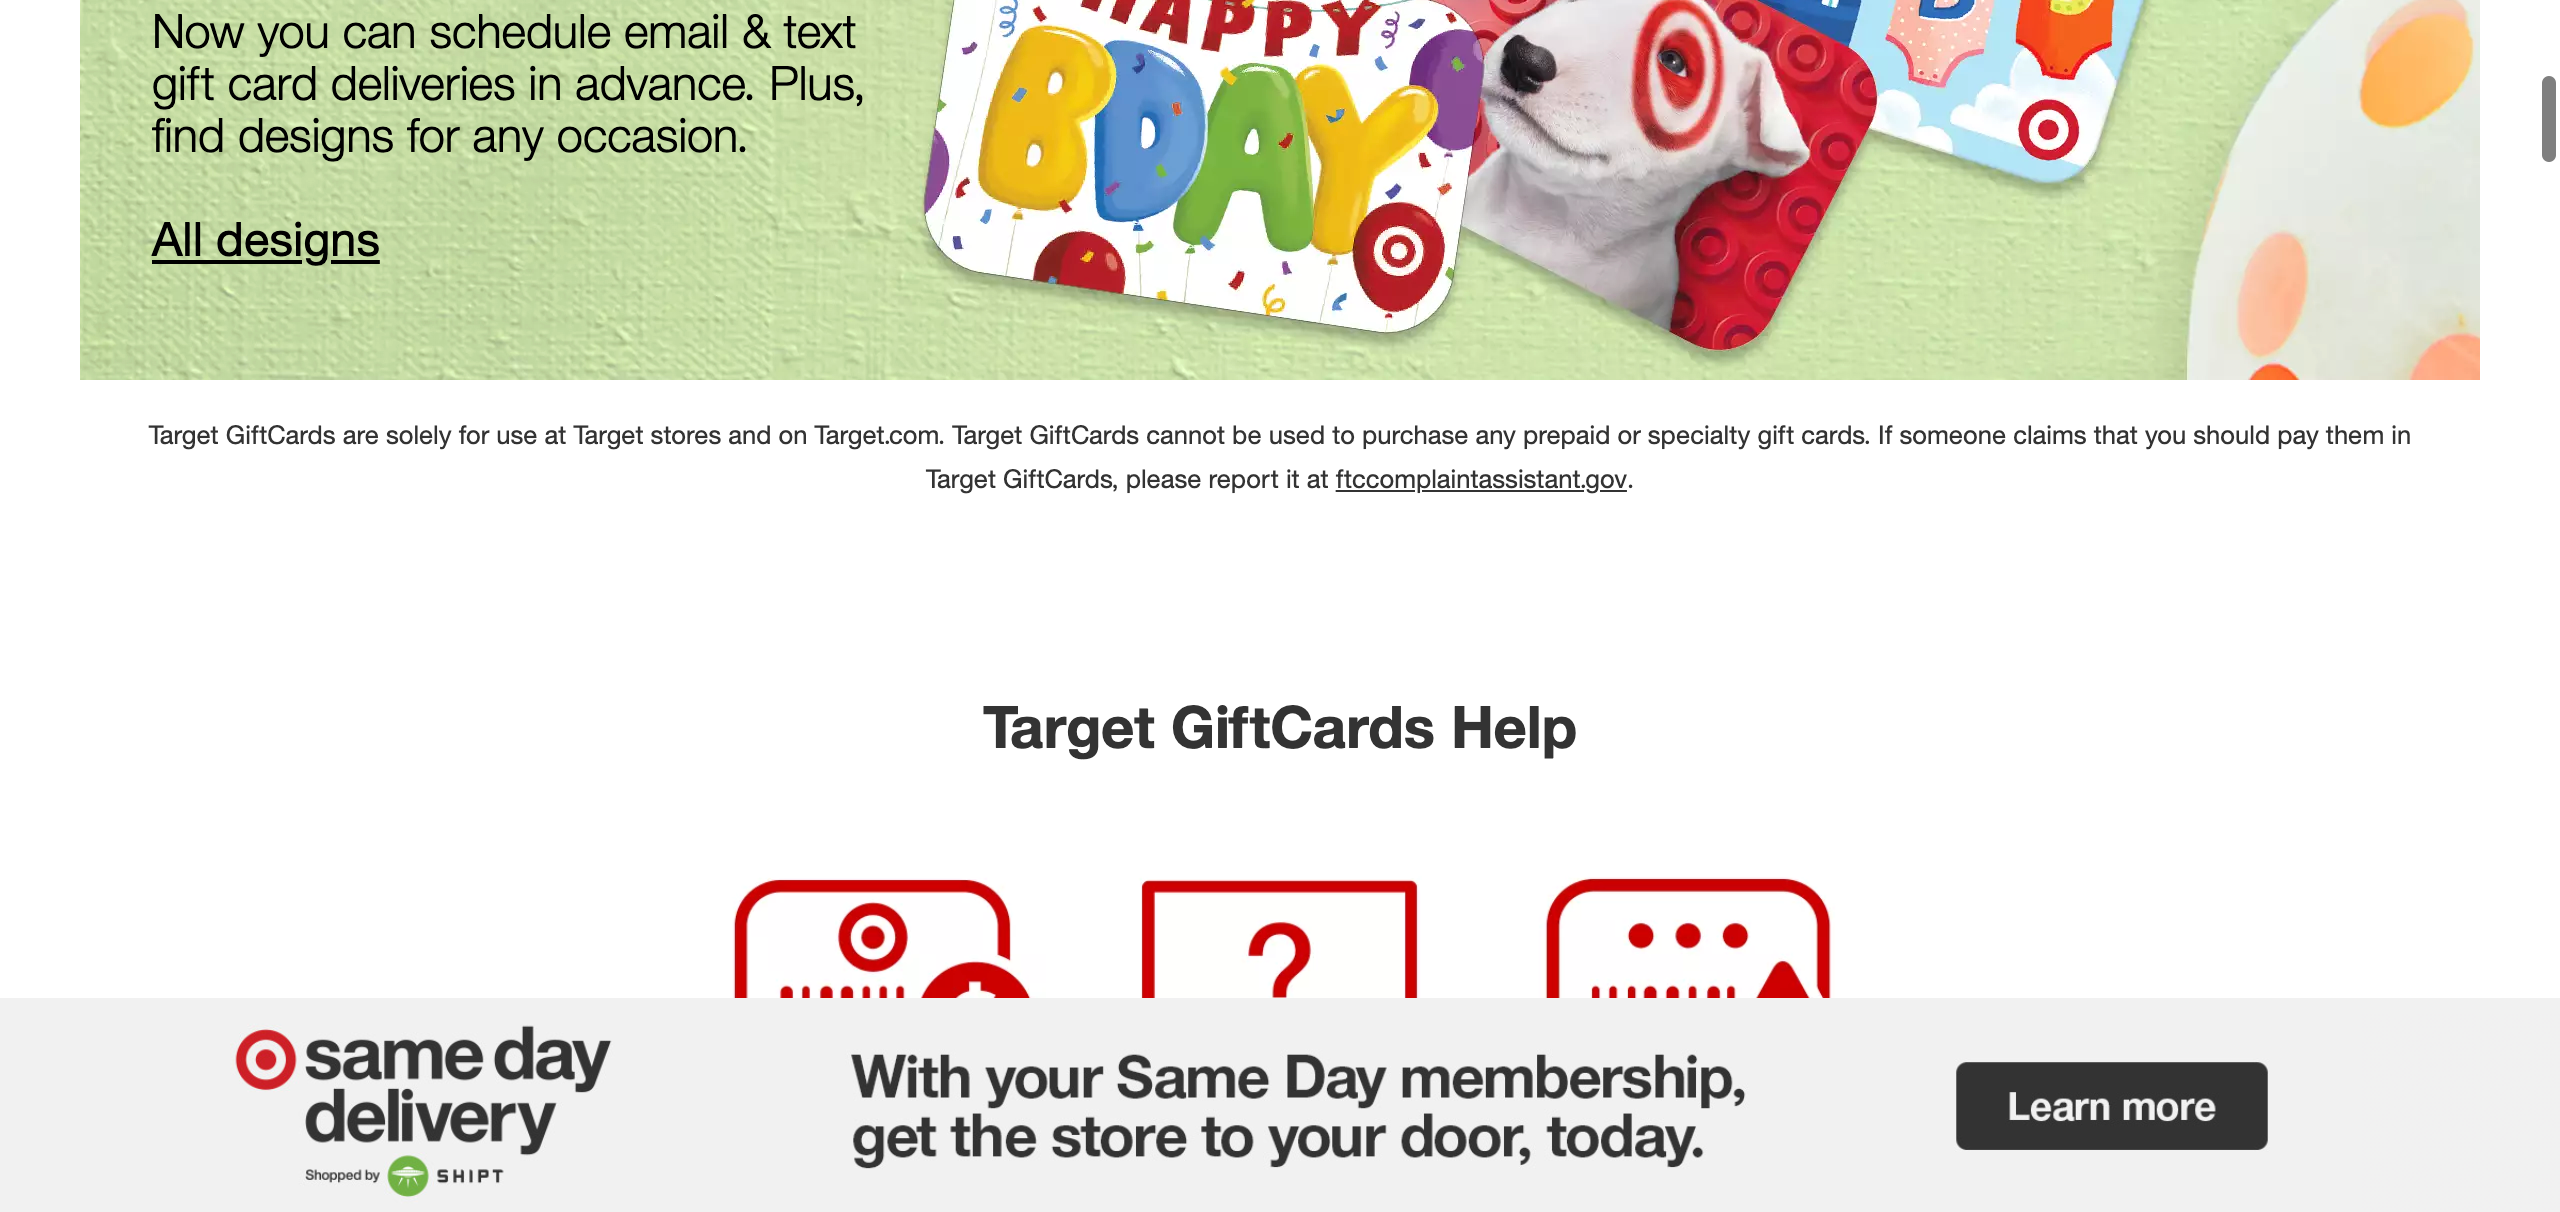 Now you can schedule email & text
gift card deliveries in advance. Plus,
find designs for any occasion.
All designs
HAPPY
BDAY
Target GiftCards are solely for use at Target stores and on Target.com. Target GiftCards cannot be used to purchase any prepaid or specialty gift cards. If someone claims that you should pay them in
Target GiftCards, please report it at ftccomplaintassistant.gov.
Target GiftCards Help
?
same day
delivery
Shopped by SHIPT
With your Same Day membership,
get the store to your door, today.
Learn more